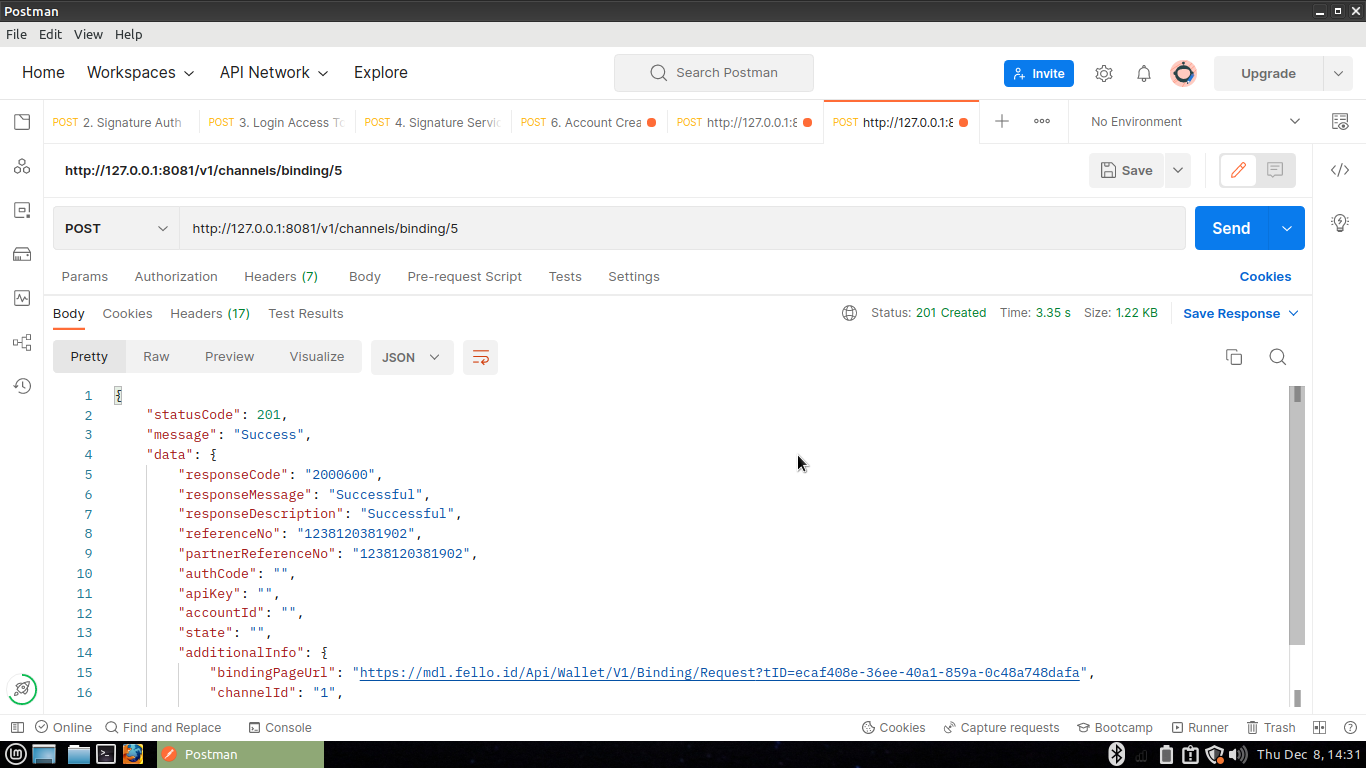 Postman
File Edit View Help
Home Workspaces API Network Explore Search Postman Invite Upgrade
POST 2. Signature Auth POST 3. Login Access To POST 4. Signature Servi POST 6. Account Crea POST http://127.0.0.1:8 POST http://127.0.0.1:8 No Environment
http://127.0.0.1:8081/v1/channels/binding/5 Save
POST http://127.0.0.1:8081/v1/channels/binding/5 Send
Params Authorization Headers (7) Body Pre-request Script Tests Settings Cookies
Body Cookies Headers (17) Test Results Status: 201 Created Time: 3.35 s Size: 1.22 KB Save Response
Pretty Raw Preview Visualize JSON
1 {
2 "statusCode": 201,
3 "message": "Success",
4 "data": {
5 "responseCode": "2000600",
6 "responseMessage": "Successful",
7 "responseDescription": "Successful",
8 "referenceNo": "1238120381902",
9 "partnerReferenceNo": "1238120381902",
10 "authCode": "",
11 "apiKey": "",
12 "accountId": "",
13 "state": "",
14 "additionalInfo": {
15 "bindingPageUrl": "https://mdl.fello.id/Api/Wallet/V1/Binding/Request?tID=ecaf408e-36ee-40a1-859a-0c48a748dafa",
16 "channelId": "1",
Online Find and Replace Console Cookies Capture requests Bootcamp Runner Trash
Postman Thu Dec 8, 14:31